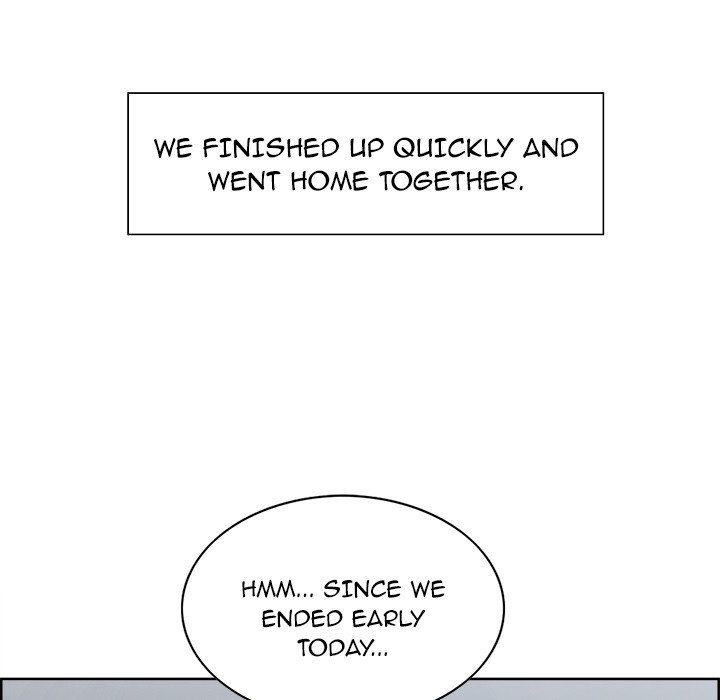 WE FINISHED UP QUICKLY AND
WENT HOME TOGETHER.
HMM... SINCE WE
ENDED EARLY
TODAY...